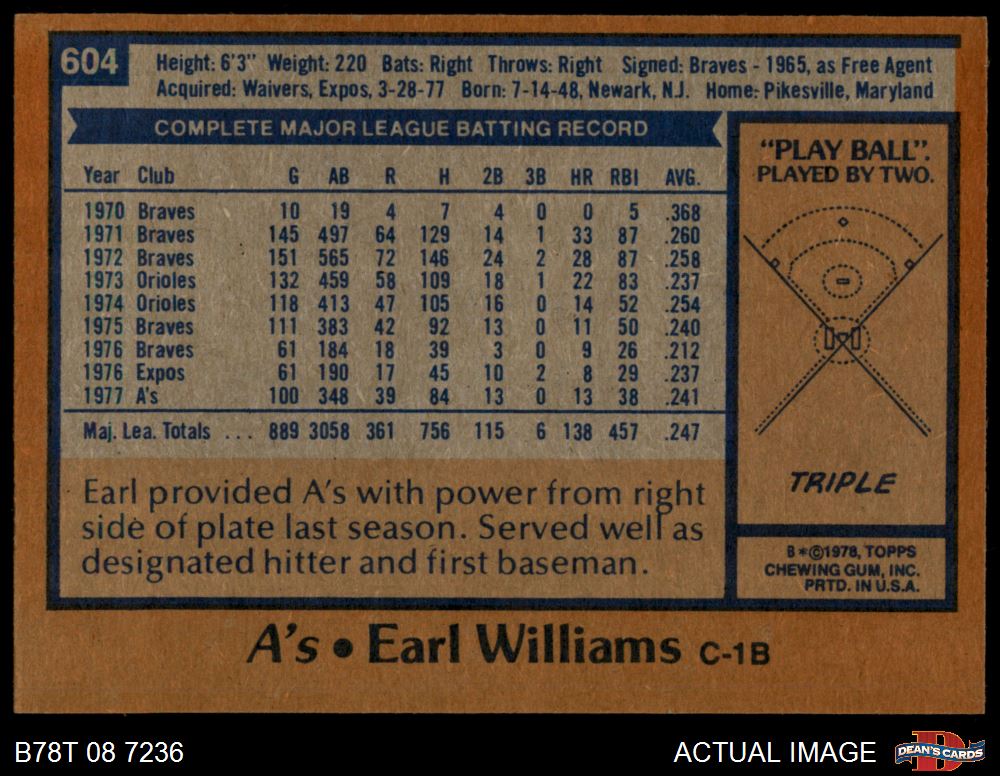 604
Height: 6'3" Weight: 220 Bats: Right Throws: Right Signed: Braves - 1965, as Free Agent
Acquired: Waivers, Expos, 3-28-77 Born: 7-14-48, Newark, N.J. Home: Pikesville, Maryland
COMPLETE MAJOR LEAGUE BATTING RECORD
Year Club G AB R H 2B 3B HR RBI AVG.
1970 Braves 10 19 4 7 4 0 0 5 .368
1971 Braves 145 497 64 129 14 1 33 87 .260
1972 Braves 151 565 72 146 24 2 28 87 .258
1973 Orioles 132 459 58 109 18 1 22 83 .237
1974 Orioles 118 413 47 105 16 0 14 52 .254
1975 Braves 111 383 42 92 13 0 11 50 .240
1976 Braves 61 184 18 39 3 0 9 26 .212
1976 Expos 61 190 17 45 10 2 8 29 .237
1977 A's 100 348 39 84 13 0 13 38 .241
Maj. Lea. Totals ... 889 3058 361 756 115 6 138 457 .247
Earl provided A's with power from right
side of plate last season. Served well as
designated hitter and first baseman.
"PLAY BALL".
PLAYED BY TWO.
TRIPLE
B*©1978, TOPPS
CHEWING GUM, INC.
PRTD. IN U.S.A.
A's • Earl Williams C-1B
B78T 08 7236
ACTUAL IMAGE
D
DEAN'S CARDS